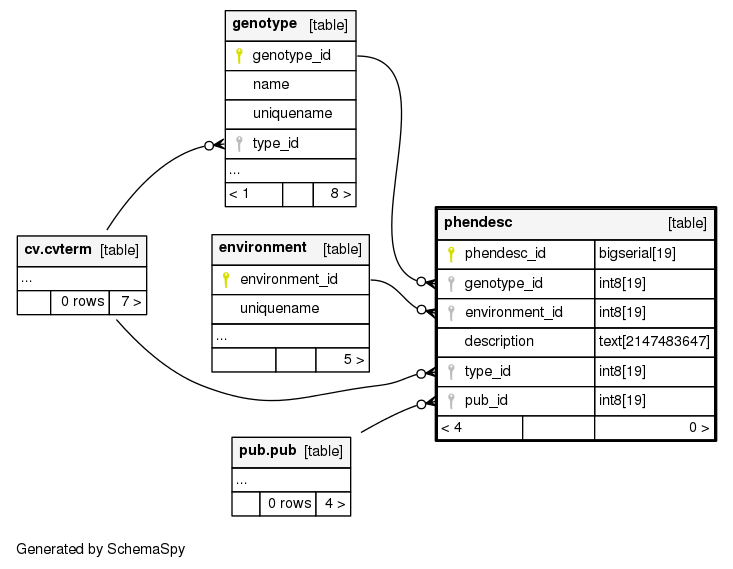 genotype [table]
genotype_id
name
uniquename
type_id
...
< 1 8 >
cv.cvterm [table]
...
0 rows 7 >
environment [table]
environment_id
uniquename
...
5 >
phendesc [table]
phendesc_id bigserial[19]
genotype_id int8[19]
environment_id int8[19]
description text[2147483647]
type_id int8[19]
pub_id int8[19]
< 4 0 >
pub.pub [table]
...
0 rows 4 >
Generated by SchemaSpy